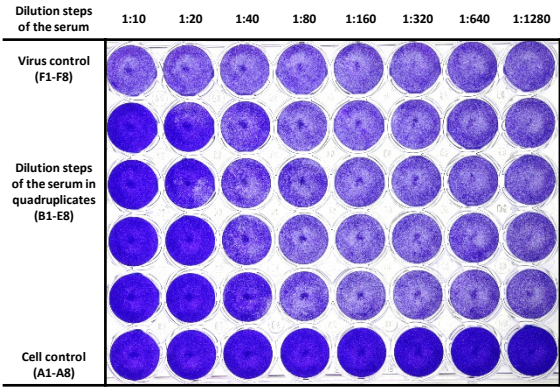 Dilution steps
of the serum
1:10 1:20 1:40 1:80 1:160 1:320 1:640 1:1280
Virus control
(F1-F8)
Dilution steps
of the serum in
quadruplicates
(B1-E8)
Cell control
(A1-A8)